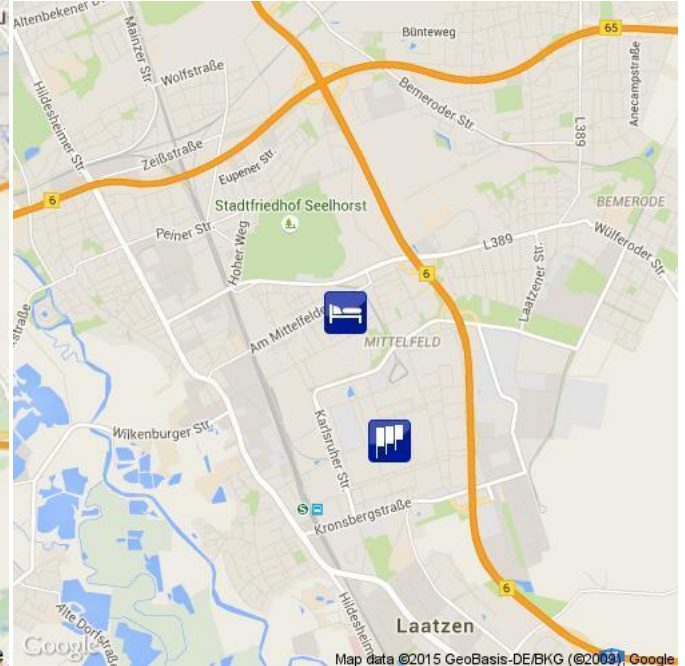 Altenbekener D
Mainzer Str.
Bünteweg
65
Wolfstraße
Anecampstraße
Hildesheimer Str.
Bemeroder Str.
L389
Zeißstraße
Eupener Str.
6
Stadtfriedhof Seelhorst
BEMERODE
Peiner Str.
Hoher Weg
L389
Wülferoder Str.
Laatzener Str.
6
Am Mittelfelde
MITTELFELD
Karlsruher Str.
Wilkenburger Str.
S
Kronsbergstraße
6
Alte Dorfstraße
Hildesheim
Laatzen
Google
Map data ©2015 GeoBasis-DE/BKG (©2009), Google